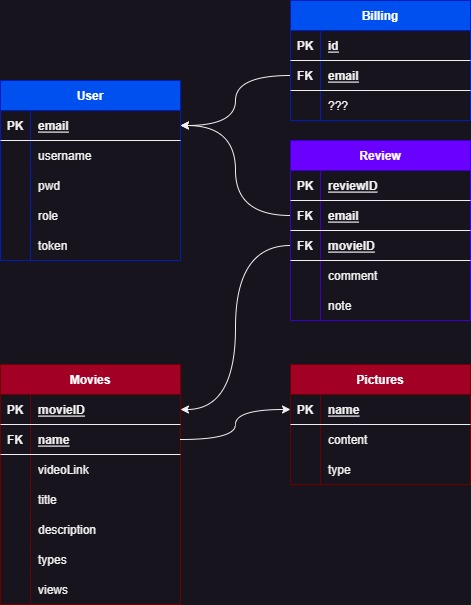 Billing
PK id
FK email
???
User
PK email
username
pwd
role
token
Review
PK reviewID
FK email
FK movieID
comment
note
Movies
PK movieID
FK name
videoLink
title
description
types
views
Pictures
PK name
content
type